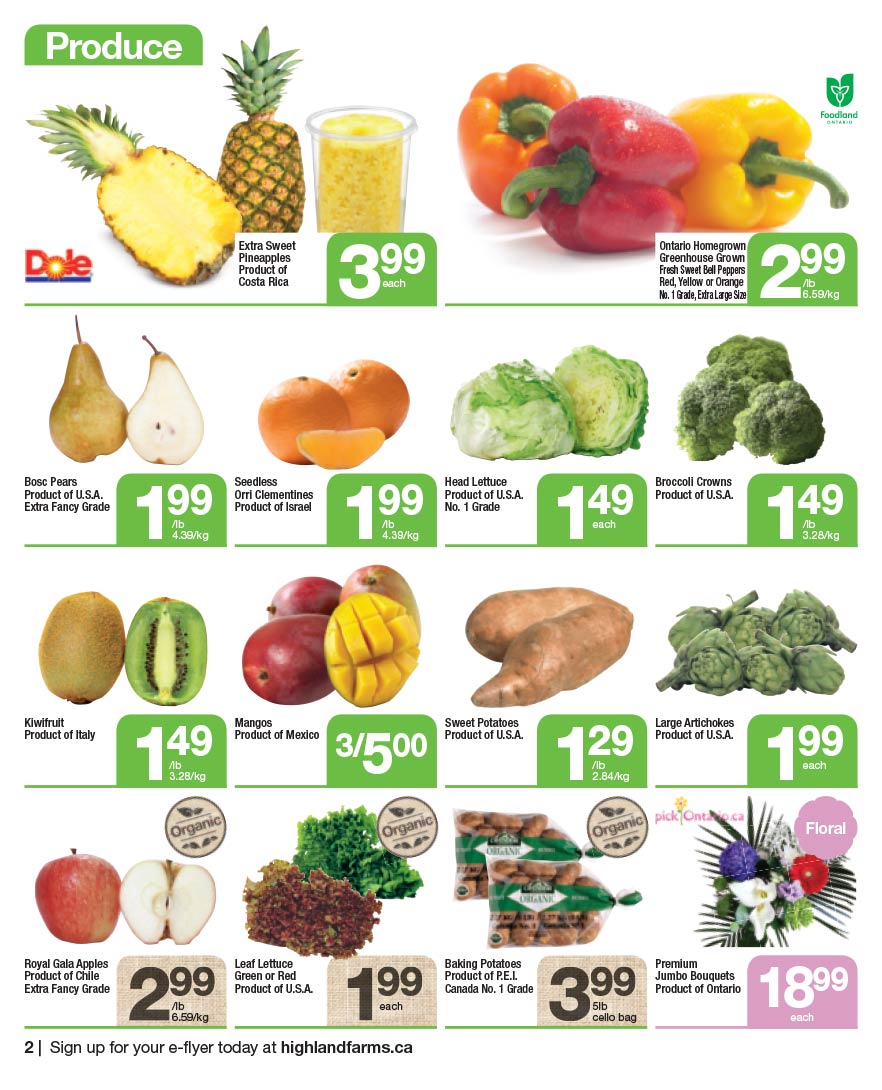 Produce
Foodland
ONTARIO
Dole
Extra Sweet
Pineapples
Product of
Costa Rica
3.99
each
Ontario Homegrown
Greenhouse Grown
Fresh Sweet Bell Peppers
Red, Yellow or Orange
No. 1 Grade, Extra Large Size
2.99
/lb
6.59/kg
Bosc Pears
Product of U.S.A.
Extra Fancy Grade
1.99
/lb
4.39/kg
Seedless
Orri Clementines
Product of Israel
1.99
/lb
4.39/kg
Head Lettuce
Product of U.S.A.
No. 1 Grade
1.49
each
Broccoli Crowns
Product of U.S.A.
1.49
/lb
3.28/kg
Kiwifruit
Product of Italy
1.49
/lb
3.28/kg
Mangos
Product of Mexico
3/5.00
Sweet Potatoes
Product of U.S.A.
1.29
/lb
2.84/kg
Large Artichokes
Product of U.S.A.
1.99
each
Organic
Royal Gala Apples
Product of Chile
Extra Fancy Grade
2.99
/lb
6.59/kg
Organic
Leaf Lettuce
Green or Red
Product of U.S.A.
1.99
each
Organic
ORGANIC
ORGANIC
Baking Potatoes
Product of P.E.I.
Canada No. 1 Grade
3.99
5lb
cello bag
pickOntario.ca
Floral
Premium
Jumbo Bouquets
Product of Ontario
18.99
each
2 | Sign up for your e-flyer today at highlandfarms.ca